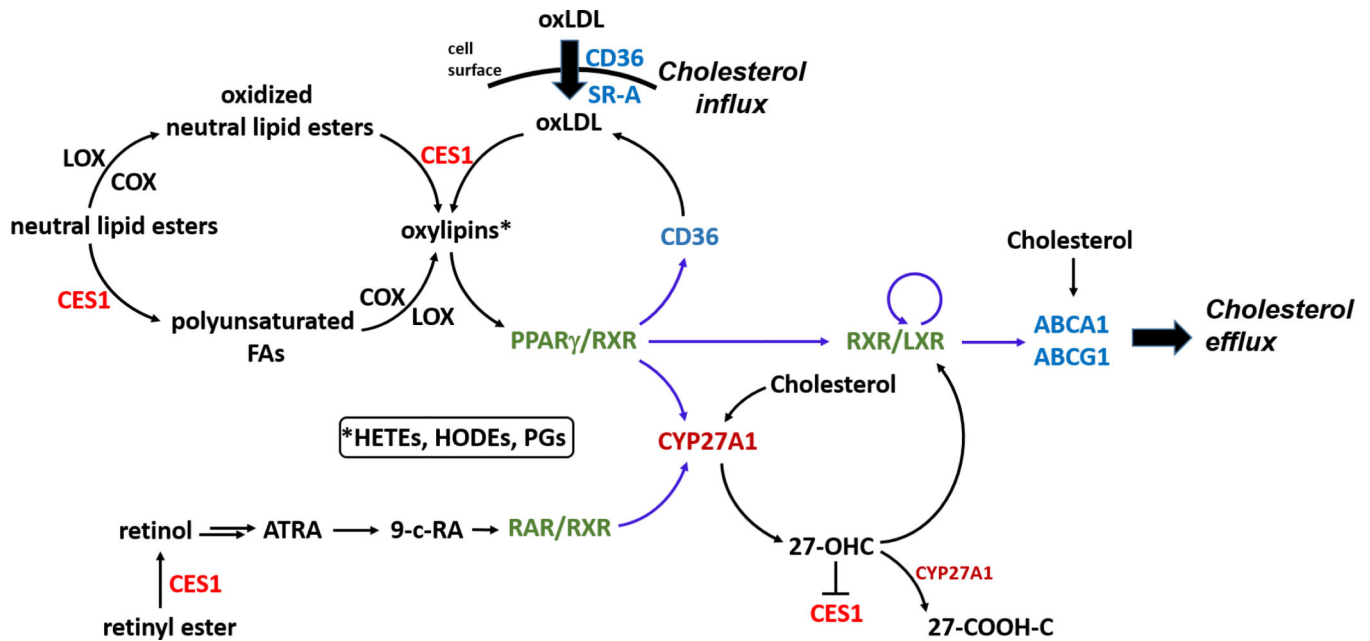 oxLDL
cell
surface
CD36
SR-A
Cholesterol
influx
oxLDL
oxidized
neutral lipid esters
LOX
COX
CES1
neutral lipid esters
oxylipins*
CD36
Cholesterol
CES1
polyunsaturated
FAs
COX
LOX
PPARγ/RXR
RXR/LXR
ABCA1
ABCG1
Cholesterol
efflux
Cholesterol
*HETEs, HODEs, PGs
CYP27A1
retinol
ATRA
9-c-RA
RAR/RXR
27-OHC
CES1
CYP27A1
retinyl ester
CES1
27-COOH-C